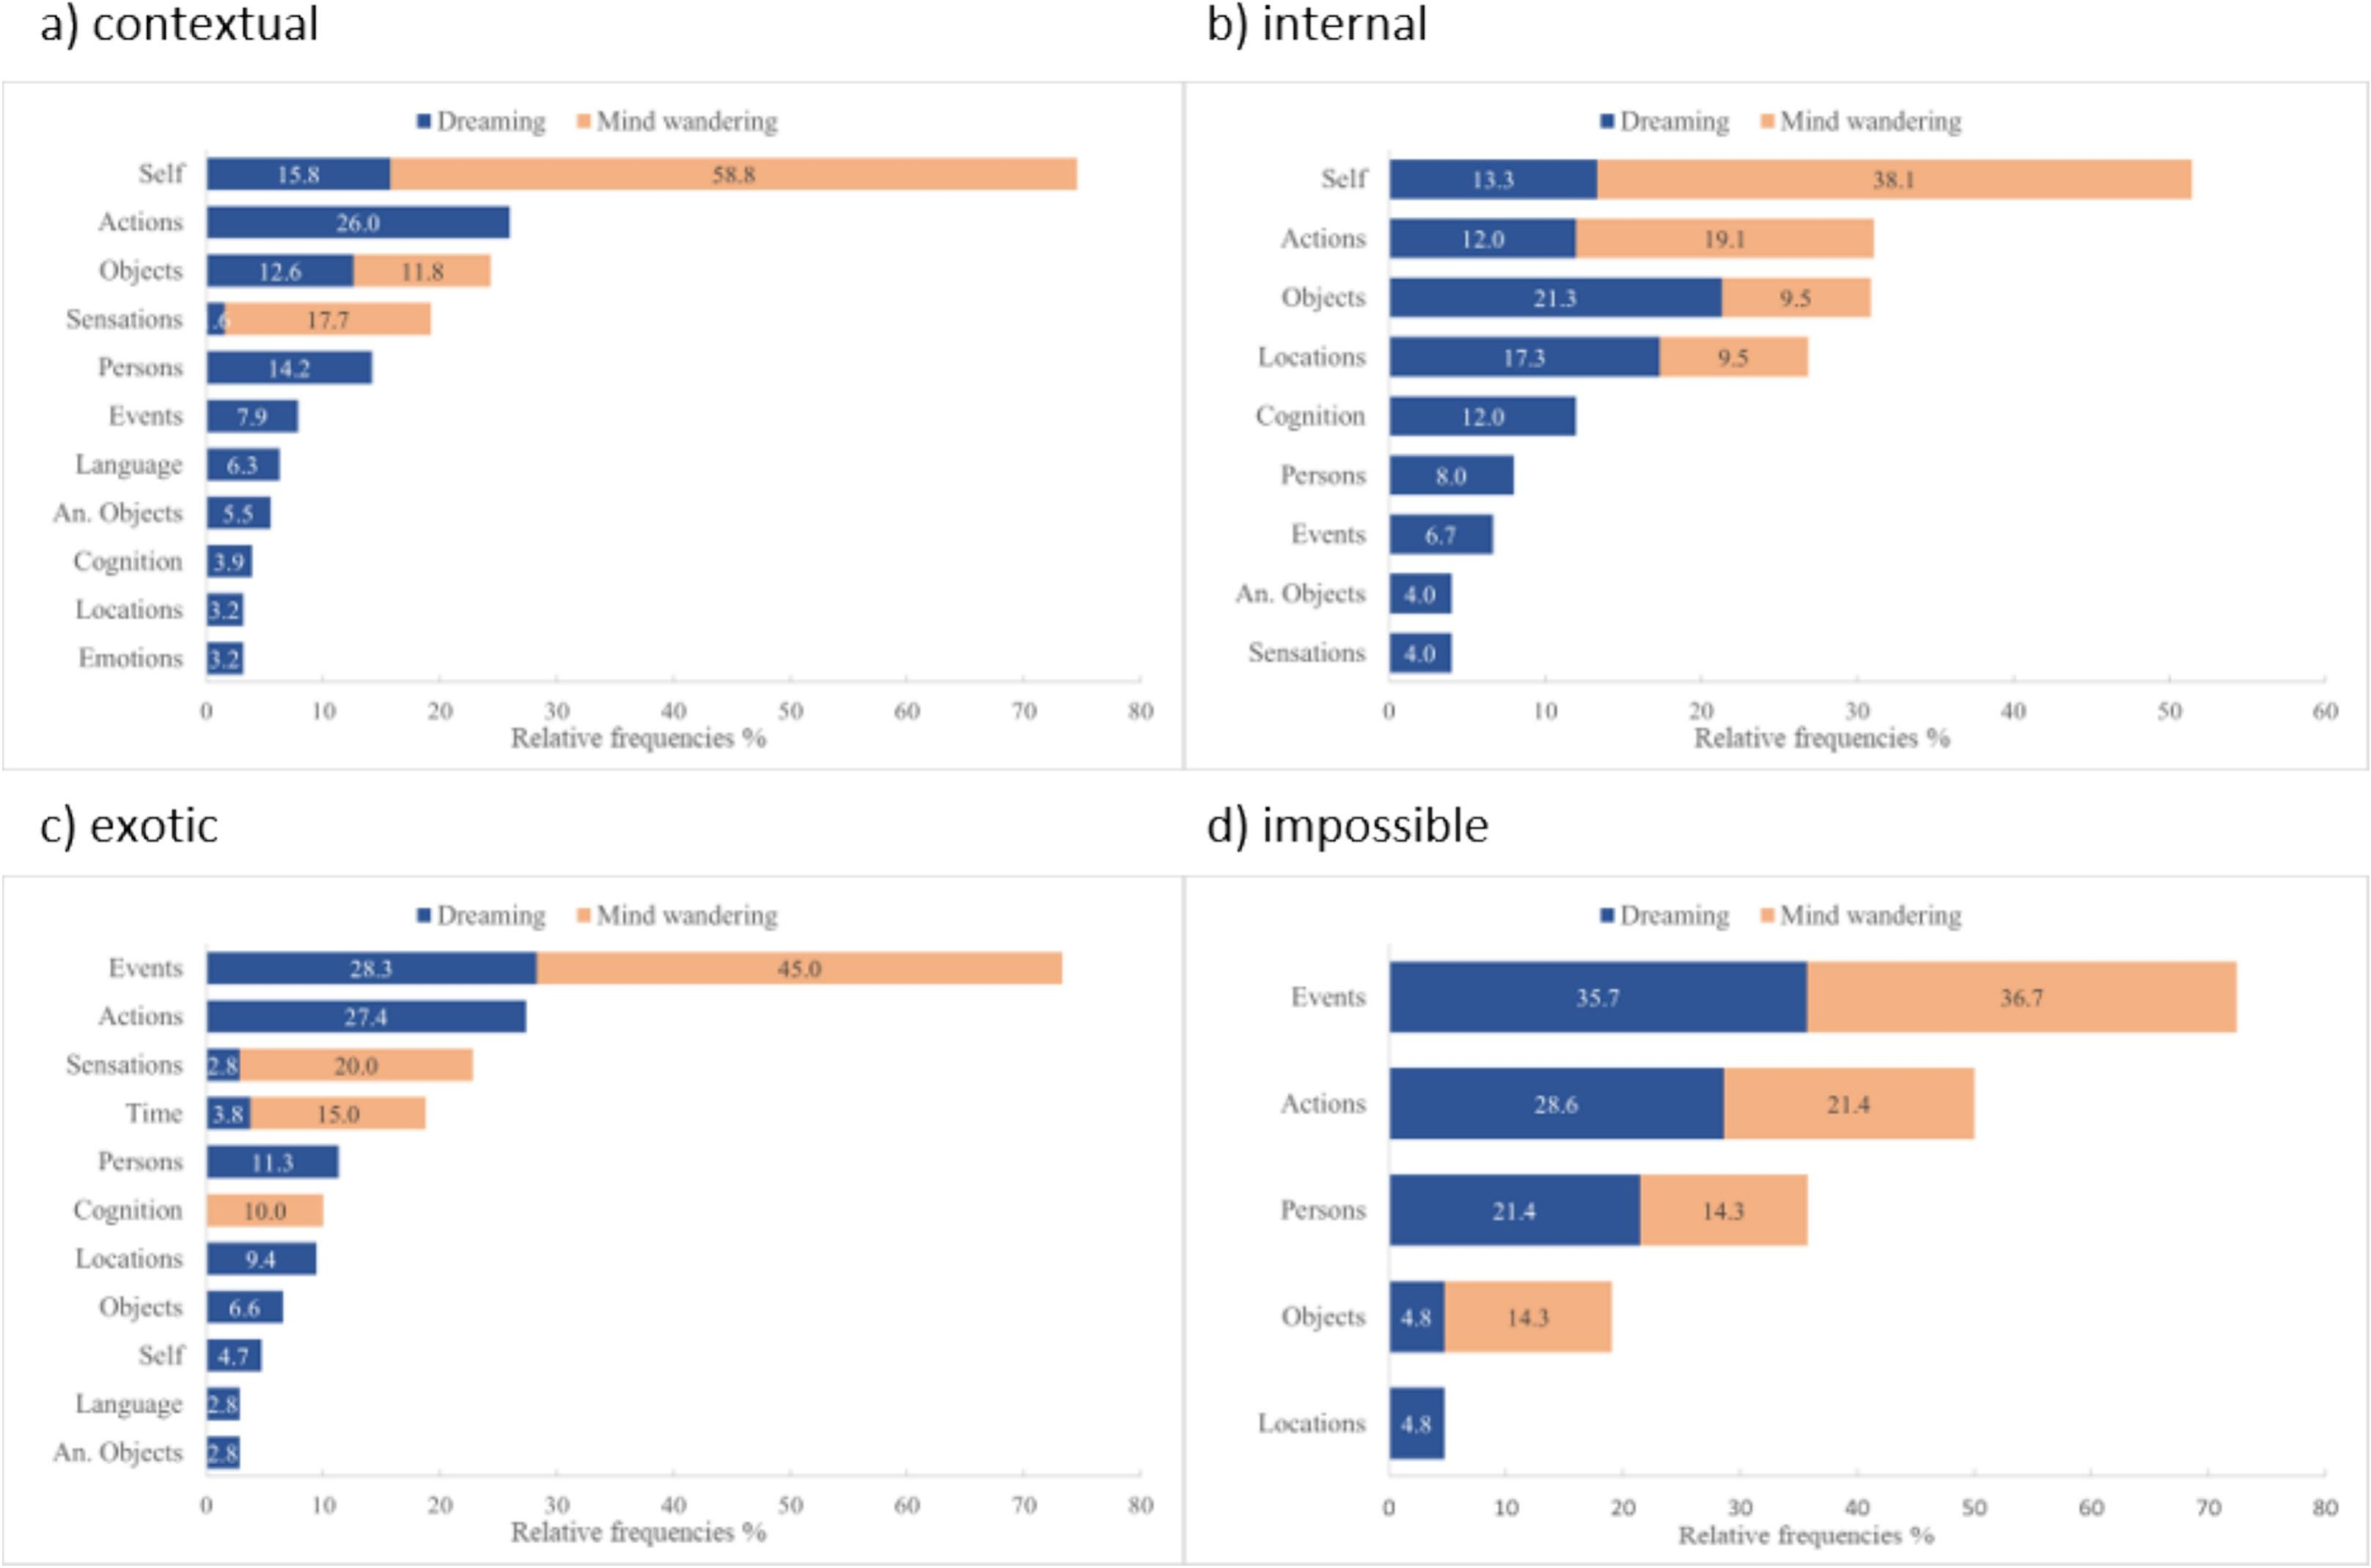 a) contextual
Dreaming Mind wandering
Self 15.8 58.8
Actions 26.0
Objects 12.6 11.8
Sensations .6 17.7
Persons 14.2
Events 7.9
Language 6.3
An. Objects 5.5
Cognition 3.9
Locations 3.2
Emotions 3.2
0 10 20 30 40 50 60 70 80
Relative frequencies %
b) internal
Dreaming Mind wandering
Self 13.3 38.1
Actions 12.0 19.1
Objects 21.3 9.5
Locations 17.3 9.5
Cognition 12.0
Persons 8.0
Events 6.7
An. Objects 4.0
Sensations 4.0
0 10 20 30 40 50 60
Relative frequencies %
c) exotic
Dreaming Mind wandering
Events 28.3 45.0
Actions 27.4
Sensations 2.8 20.0
Time 3.8 15.0
Persons 11.3
Cognition 10.0
Locations 9.4
Objects 6.6
Self 4.7
Language 2.8
An. Objects 2.8
0 10 20 30 40 50 60 70 80
Relative frequencies %
d) impossible
Dreaming Mind wandering
Events 35.7 36.7
Actions 28.6 21.4
Persons 21.4 14.3
Objects 4.8 14.3
Locations 4.8
0 10 20 30 40 50 60 70 80
Relative frequencies %